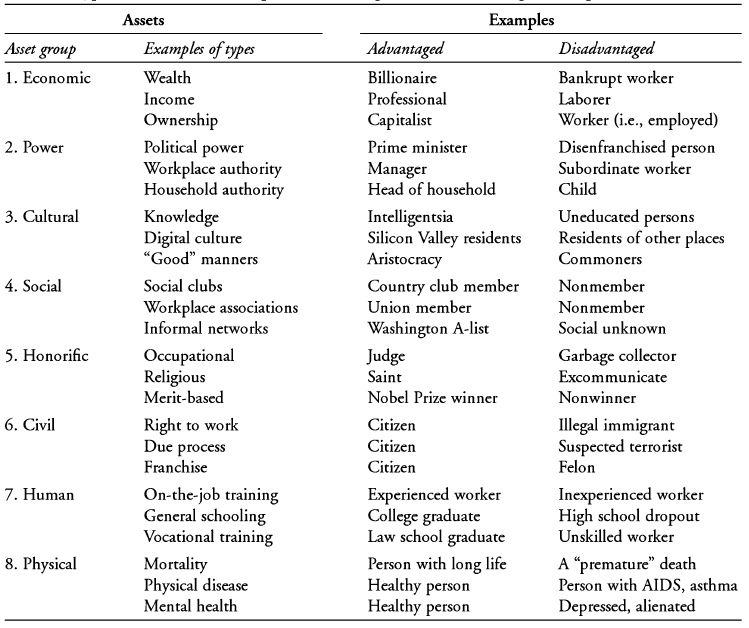 Assets Examples
Asset group Examples of types Advantaged Disadvantaged
1. Economic Wealth Billionaire Bankrupt worker
Income Professional Laborer
Ownership Capitalist Worker (i.e., employed)
2. Power Political power Prime minister Disenfranchised person
Workplace authority Manager Subordinate worker
Household authority Head of household Child
3. Cultural Knowledge Intelligentsia Uneducated persons
Digital culture Silicon Valley residents Residents of other places
“Good” manners Aristocracy Commoners
4. Social Social clubs Country club member Nonmember
Workplace associations Union member Nonmember
Informal networks Washington A-list Social unknown
5. Honorific Occupational Judge Garbage collector
Religious Saint Excommunicate
Merit-based Nobel Prize winner Nonwinner
6. Civil Right to work Citizen Illegal immigrant
Due process Citizen Suspected terrorist
Franchise Citizen Felon
7. Human On-the-job training Experienced worker Inexperienced worker
General schooling College graduate High school dropout
Vocational training Law school graduate Unskilled worker
8. Physical Mortality Person with long life A “premature” death
Physical disease Healthy person Person with AIDS, asthma
Mental health Healthy person Depressed, alienated